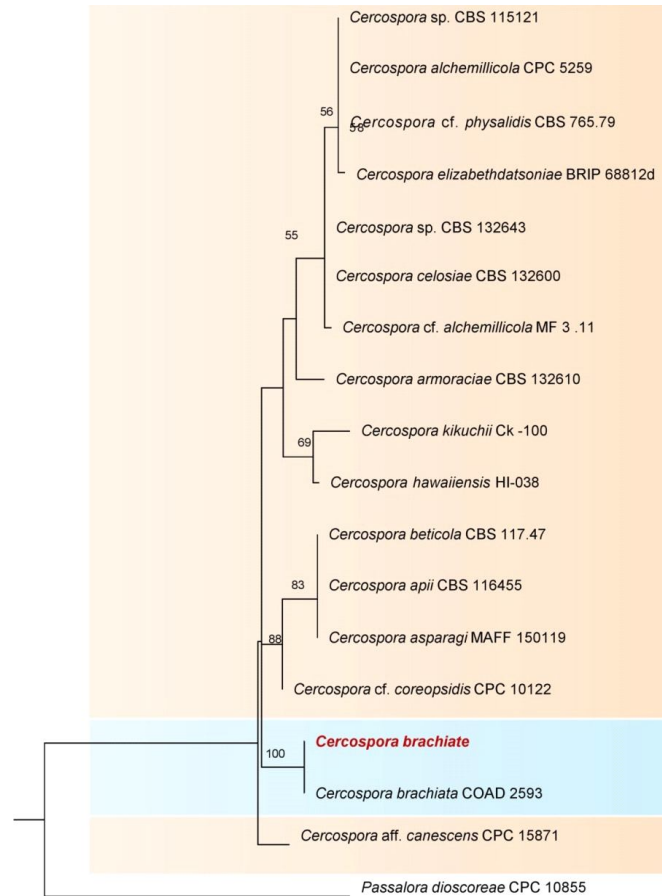 Cercospora sp. CBS 115121
Cercospora alchemillicola CPC 5259
56
Cercospora cf. physalidis CBS 765.79
58
Cercospora elizabethdatsoniae BRIP 68812d
Cercospora sp. CBS 132643
55
Cercospora celosiae CBS 132600
Cercospora cf. alchemillicola MF 3 .11
Cercospora armoraciae CBS 132610
Cercospora kikuchii Ck -100
69
Cercospora hawaiiensis HI-038
Cercospora beticola CBS 117.47
83
Cercospora apii CBS 116455
Cercospora asparagi MAFF 150119
88
Cercospora cf. coreopsidis CPC 10122
Cercospora brachiate
100
Cercospora brachiata COAD 2593
Cercospora aff. canescens CPC 15871
Passalora dioscoreae CPC 10855